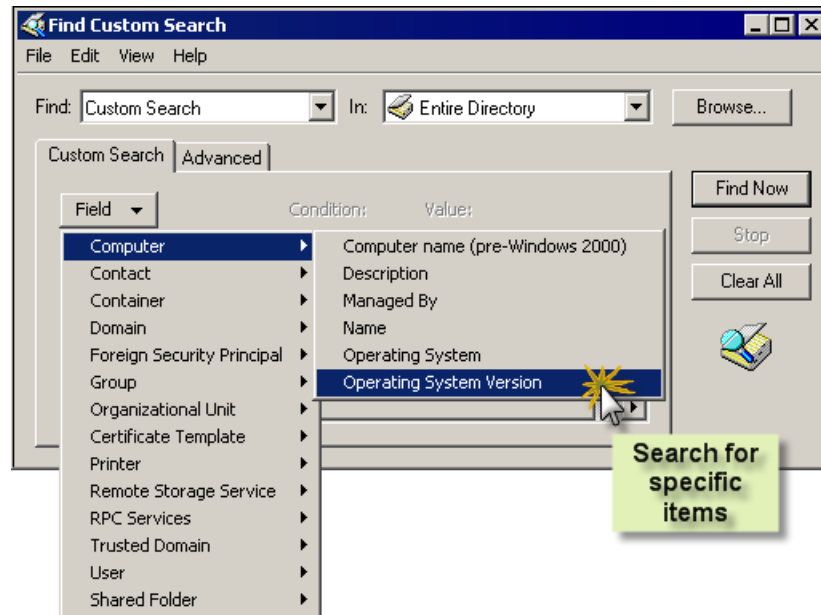 Find Custom Search
File Edit View Help
Find: Custom Search In: Entire Directory Browse...
Custom Search Advanced
Field Condition: Value:
Find Now
Stop
Clear All
Computer
Contact
Container
Domain
Foreign Security Principal
Group
Organizational Unit
Certificate Template
Printer
Remote Storage Service
RPC Services
Trusted Domain
User
Shared Folder
Computer name (pre-Windows 2000)
Description
Managed By
Name
Operating System
Operating System Version
Search for
specific
items